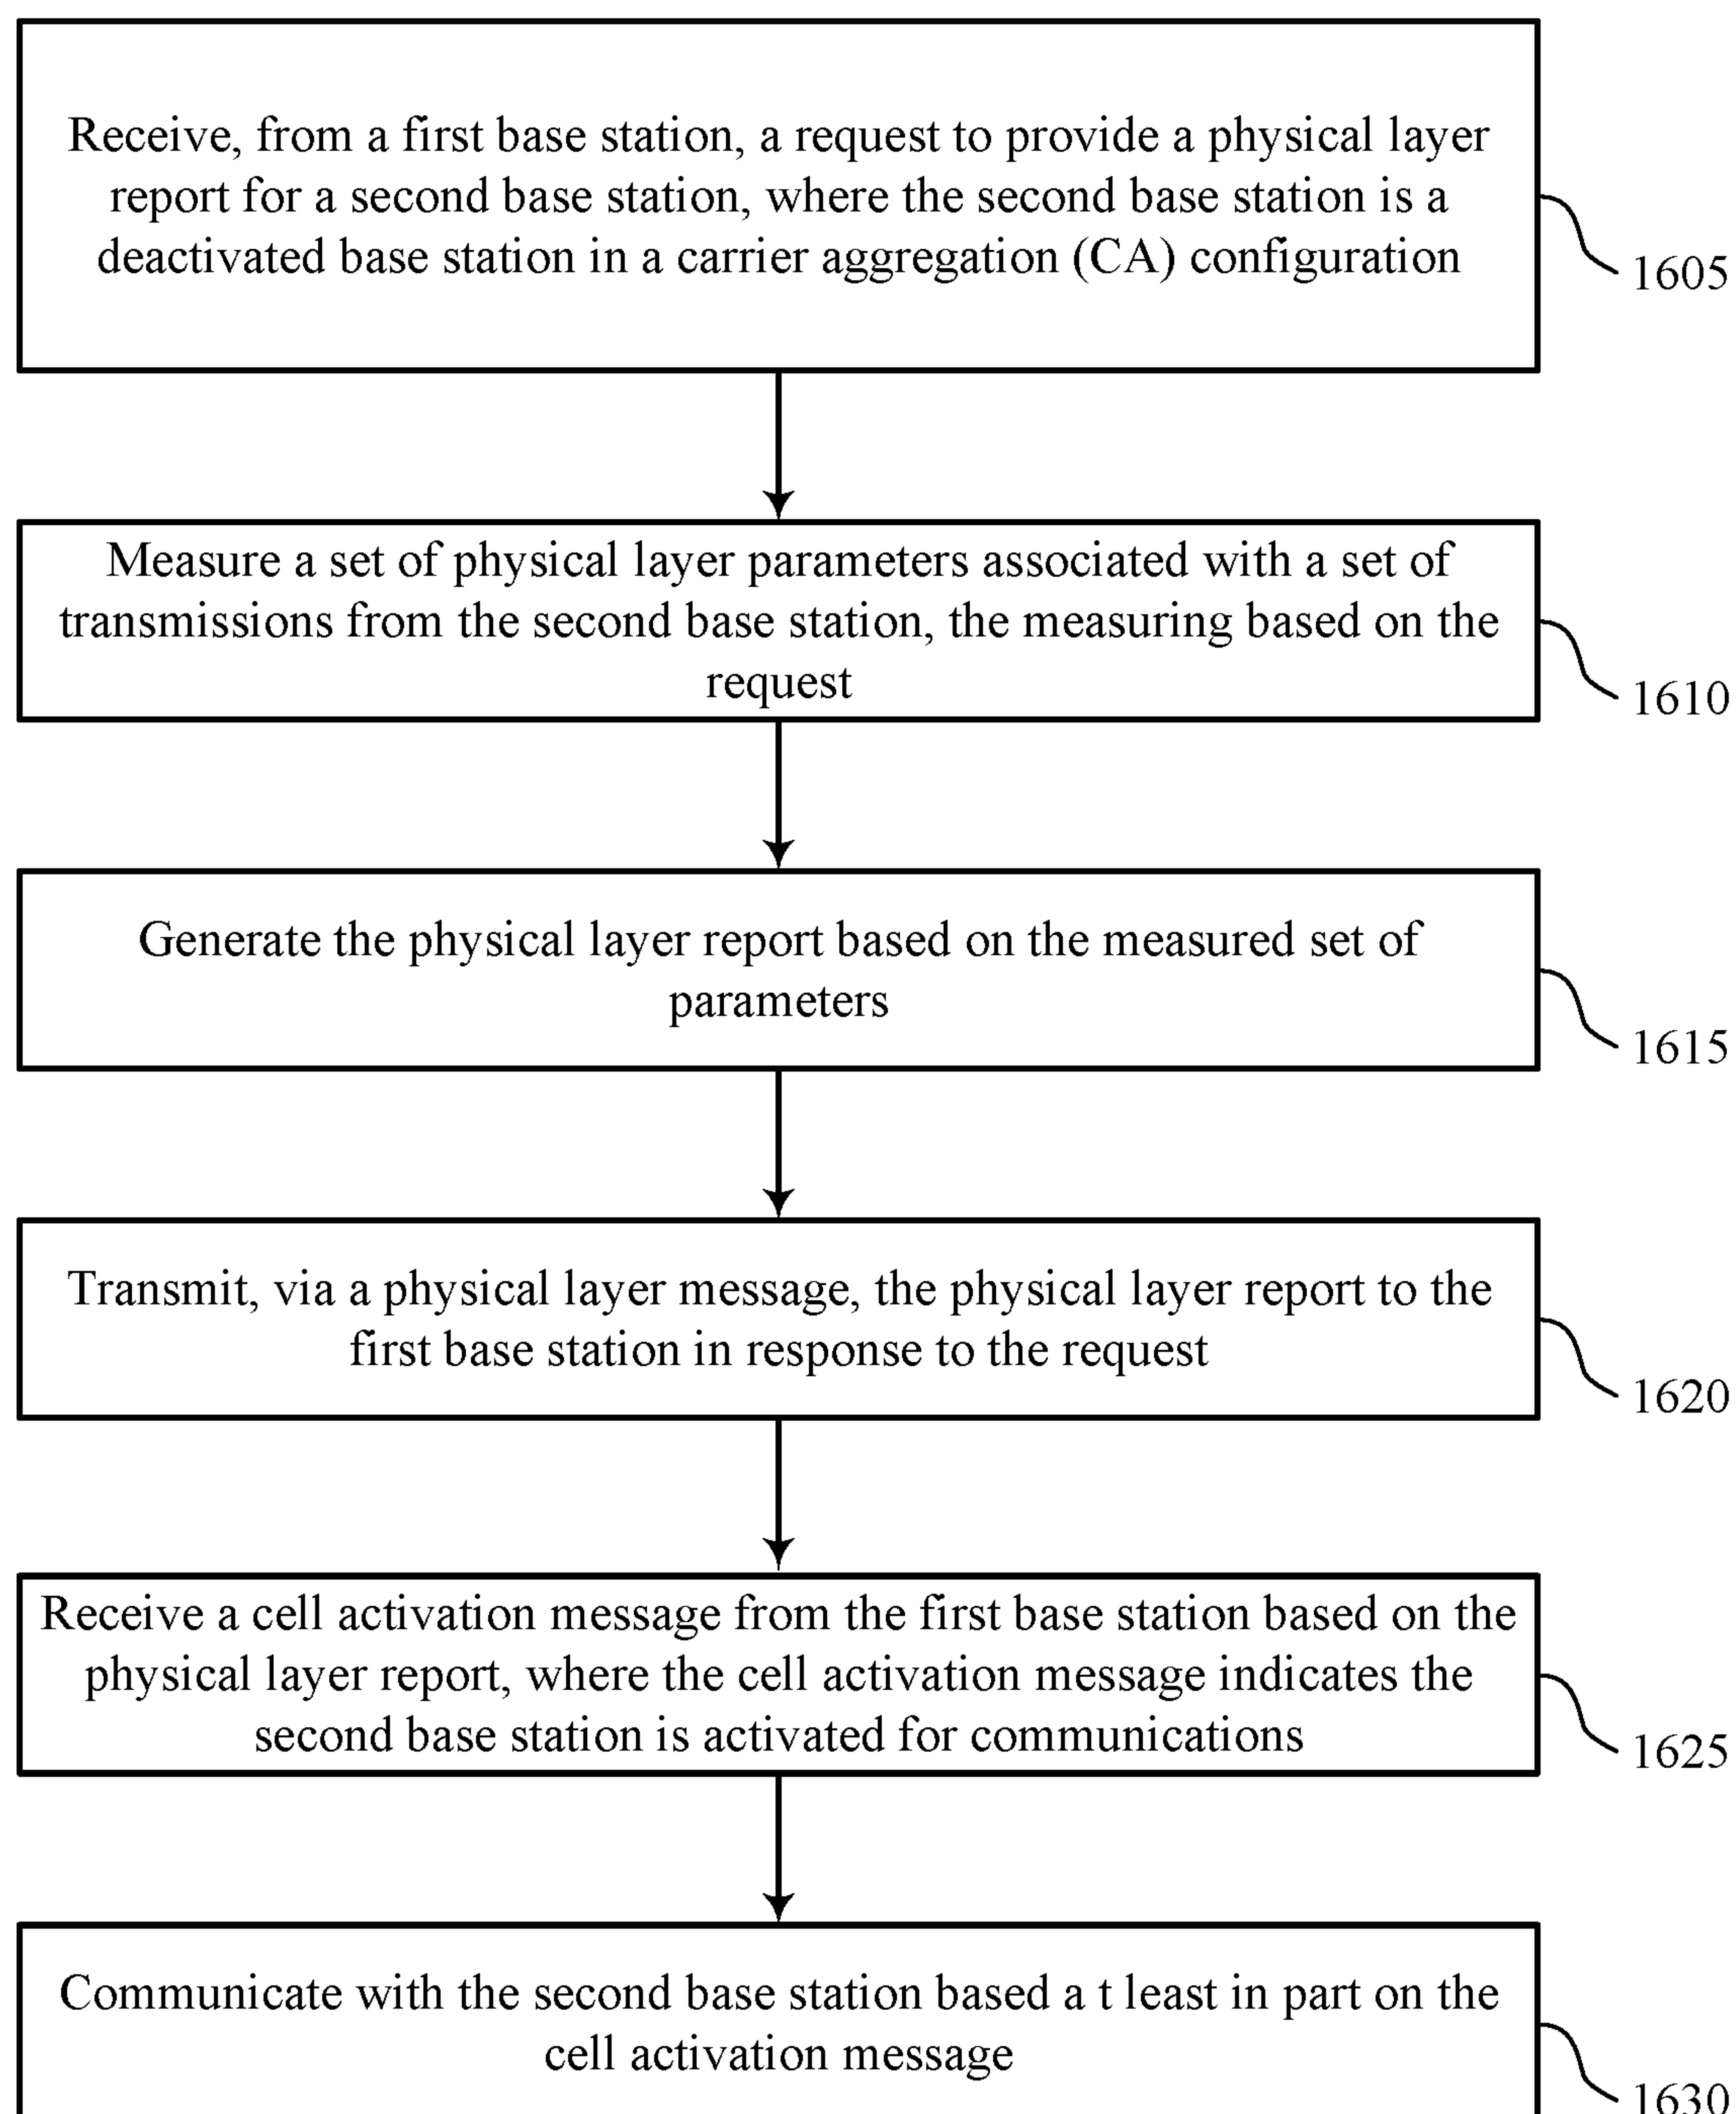 Receive, from a first base station, a request to provide a physical layer
report for a second base station, where the second base station is a
deactivated base station in a carrier aggregation (CA) configuration
1605
Measure a set of physical layer parameters associated with a set of
transmissions from the second base station, the measuring based on the
request
1610
Generate the physical layer report based on the measured set of
parameters
1615
Transmit, via a physical layer message, the physical layer report to the
first base station in response to the request
1620
Receive a cell activation message from the first base station based on the
physical layer report, where the cell activation message indicates the
second base station is activated for communications
1625
Communicate with the second base station based a t least in part on the
cell activation message
1630